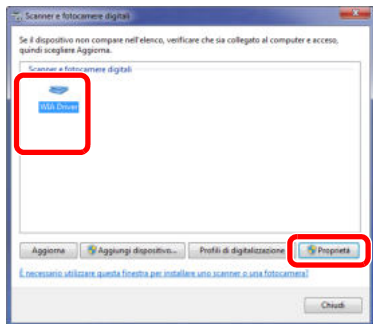 Scanner e fotocamere digitali
Se il dispositivo non compare nell'elenco, verificare che sia collegato al computer e acceso,
quindi scegliere Aggiorna.
Scanner e fotocamere digitali
WIA Driver
Aggiorna Aggiungi dispositivo... Profili di digitalizzazione Proprietà
È necessario utilizzare questa finestra per installare uno scanner o una fotocamera?
Chiudi